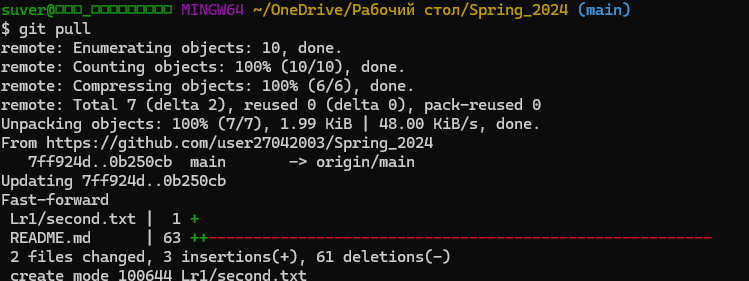 suver@□□□_□□□□□□□□□ MINGW64 ~/OneDrive/Рабочий стол/Spring_2024 (main)
$ git pull
remote: Enumerating objects: 10, done.
remote: Counting objects: 100% (10/10), done.
remote: Compressing objects: 100% (6/6), done.
remote: Total 7 (delta 2), reused 0 (delta 0), pack-reused 0
Unpacking objects: 100% (7/7), 1.99 KiB | 48.00 KiB/s, done.
From https://github.com/user27042003/Spring_2024
   7ff924d..0b250cb  main       -> origin/main
Updating 7ff924d..0b250cb
Fast-forward
 Lr1/second.txt |  1 +
 README.md      | 63 ++-------------------------------------------------------------
 2 files changed, 3 insertions(+), 61 deletions(-)
 create mode 100644 Lr1/second.txt